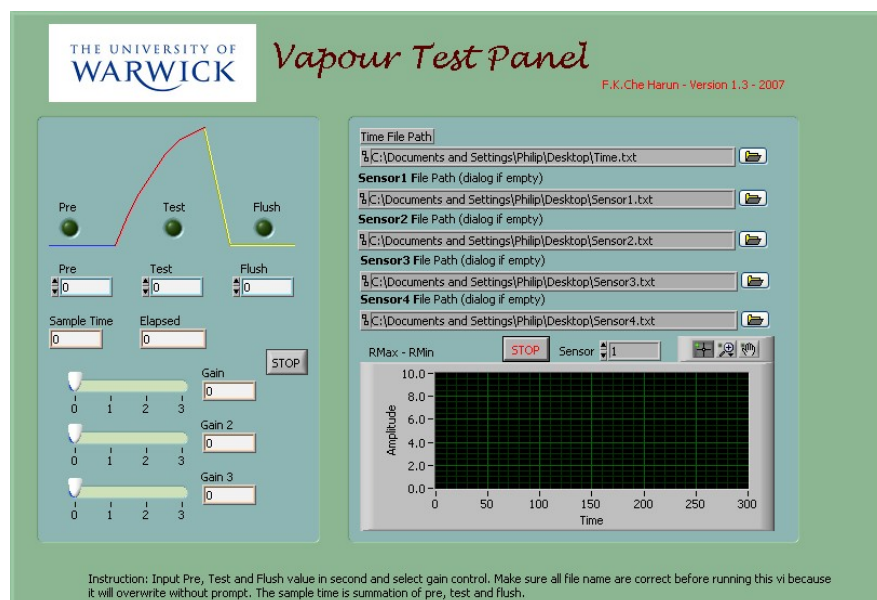 THE UNIVERSITY OF
WARWICK
Vapour Test Panel
F.K.Che Harun - Version 1.3 - 2007
Pre
Test
Flush
Pre
Test
Flush
0
0
0
Sample Time
Elapsed
0
0
STOP
Gain
0
0 1 2 3
Gain 2
0
0 1 2 3
Gain 3
0
0 1 2 3
Time File Path
C:\Documents and Settings\Philip\Desktop\Time.txt
Sensor1 File Path (dialog if empty)
C:\Documents and Settings\Philip\Desktop\Sensor1.txt
Sensor2 File Path (dialog if empty)
C:\Documents and Settings\Philip\Desktop\Sensor2.txt
Sensor3 File Path (dialog if empty)
C:\Documents and Settings\Philip\Desktop\Sensor3.txt
Sensor4 File Path (dialog if empty)
C:\Documents and Settings\Philip\Desktop\Sensor4.txt
RMax - RMin
STOP
Sensor
1
10.0
8.0
6.0
4.0
2.0
0.0
Amplitude
0 50 100 150 200 250 300
Time
Instruction: Input Pre, Test and Flush value in second and select gain control. Make sure all file name are correct before running this vi because
it will overwrite without prompt. The sample time is summation of pre, test and flush.